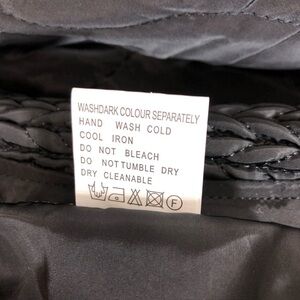 WASHDARK COLOUR SEPARATELY
HAND WASH COLD
COOL IRON
DO NOT BLEACH
DO NOT TUMBLE DRY
DRY CLEANABLE
F